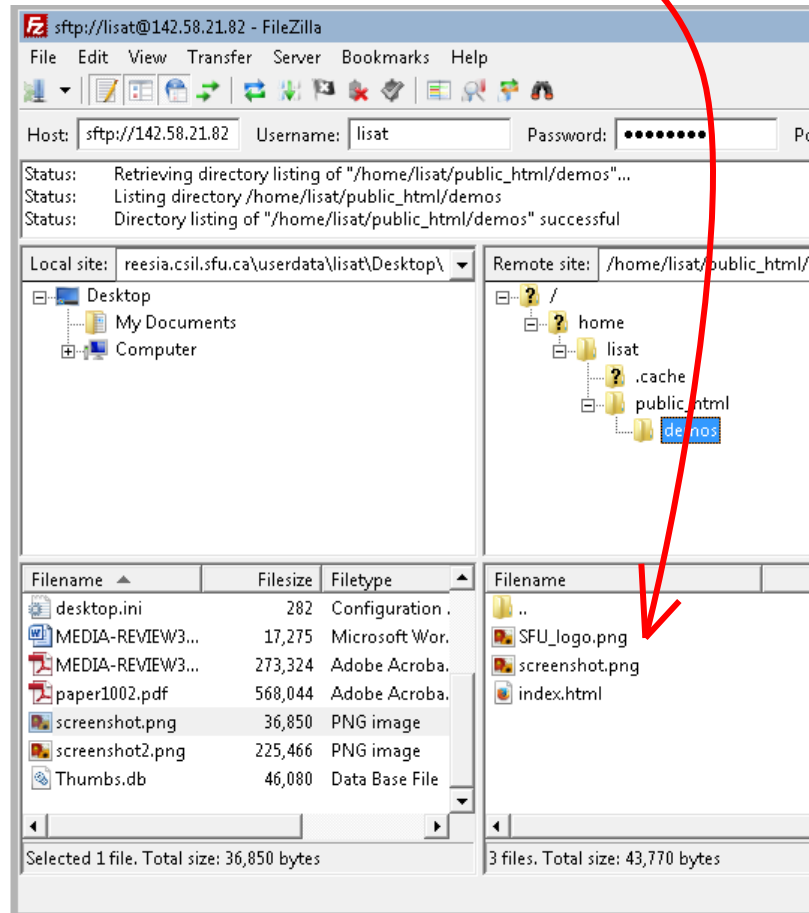 sftp://lisat@142.58.21.82 - FileZilla
File Edit View Transfer Server Bookmarks Help
Host: sftp://142.58.21.82 Username: lisat Password: ●●●●●●●●
Status: Retrieving directory listing of "/home/lisat/public_html/demos"...
Status: Listing directory /home/lisat/public_html/demos
Status: Directory listing of "/home/lisat/public_html/demos" successful
Local site: reesia.csil.sfu.ca\userdata\lisat\Desktop\
Desktop
My Documents
Computer
Remote site: /home/lisat/public_html/
/
home
lisat
.cache
public_html
demos
Filename Filesize Filetype
desktop.ini 282 Configuration .
MEDIA-REVIEW3... 17,275 Microsoft Wor.
MEDIA-REVIEW3... 273,324 Adobe Acroba.
paper1002.pdf 568,044 Adobe Acroba.
screenshot.png 36,850 PNG image
screenshot2.png 225,466 PNG image
Thumbs.db 46,080 Data Base File
Selected 1 file. Total size: 36,850 bytes
Filename
..
SFU_logo.png
screenshot.png
index.html
3 files. Total size: 43,770 bytes